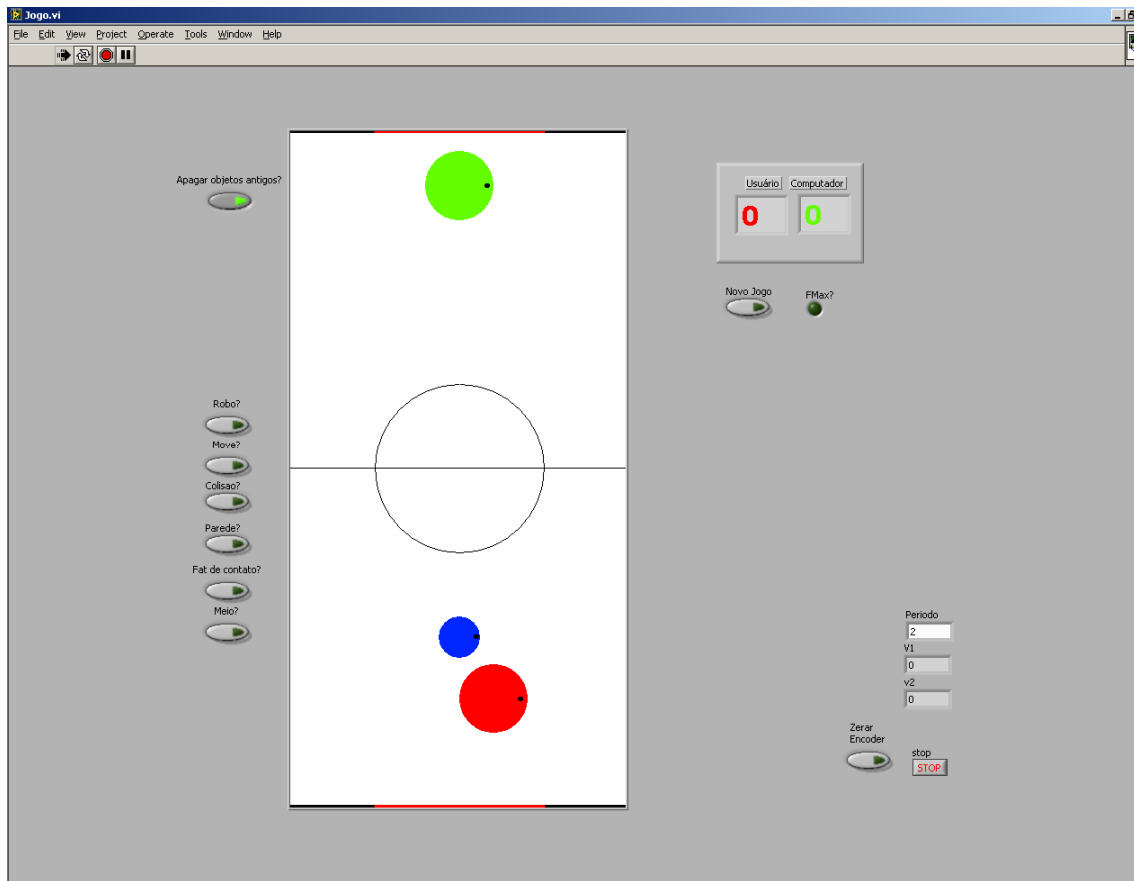 Jogo.vi
File Edit View Project Operate Tools Window Help
Apagar objetos antigos?
Usuário Computador
0 0
Novo Jogo FMax?
Robo?
Move?
Colisao?
Parede?
Fat de contato?
Meio?
Periodo
2
V1
0
v2
0
Zerar
Encoder
stop
STOP